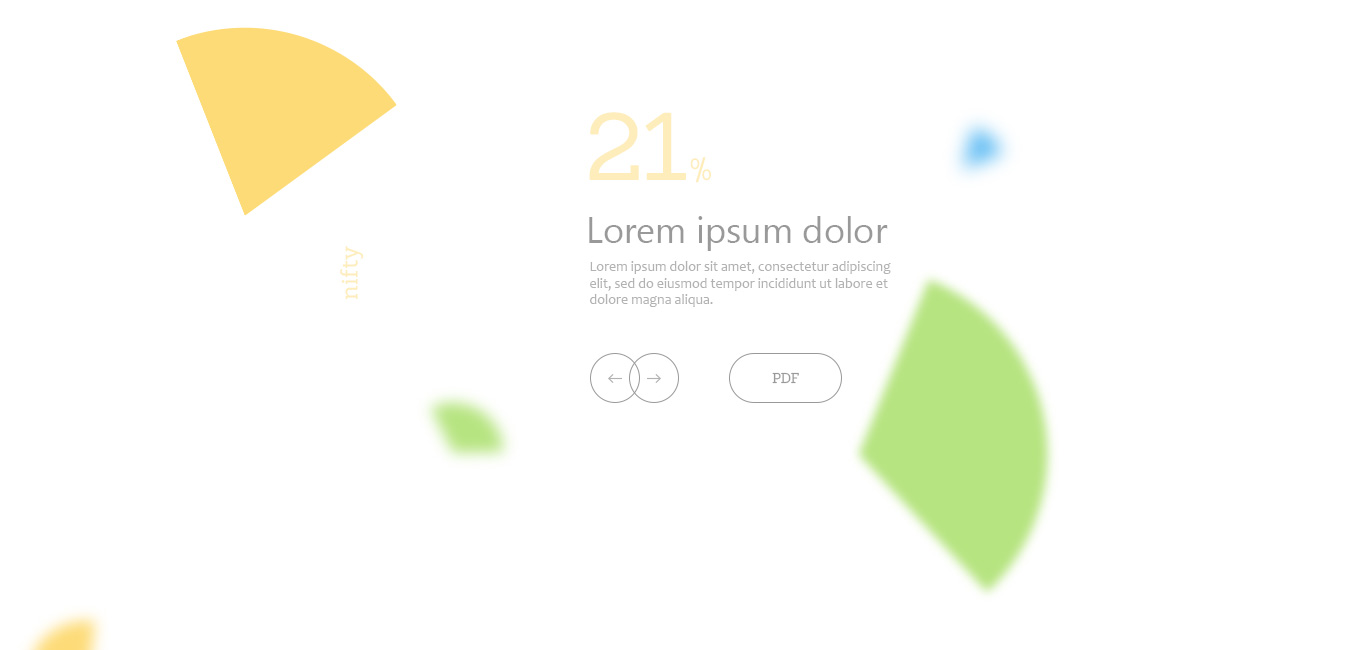 21%
Lorem ipsum dolor
Lorem ipsum dolor sit amet, consectetur adipiscing
elit, sed do eiusmod tempor incididunt ut labore et
dolore magna aliqua.
nifty
← → PDF